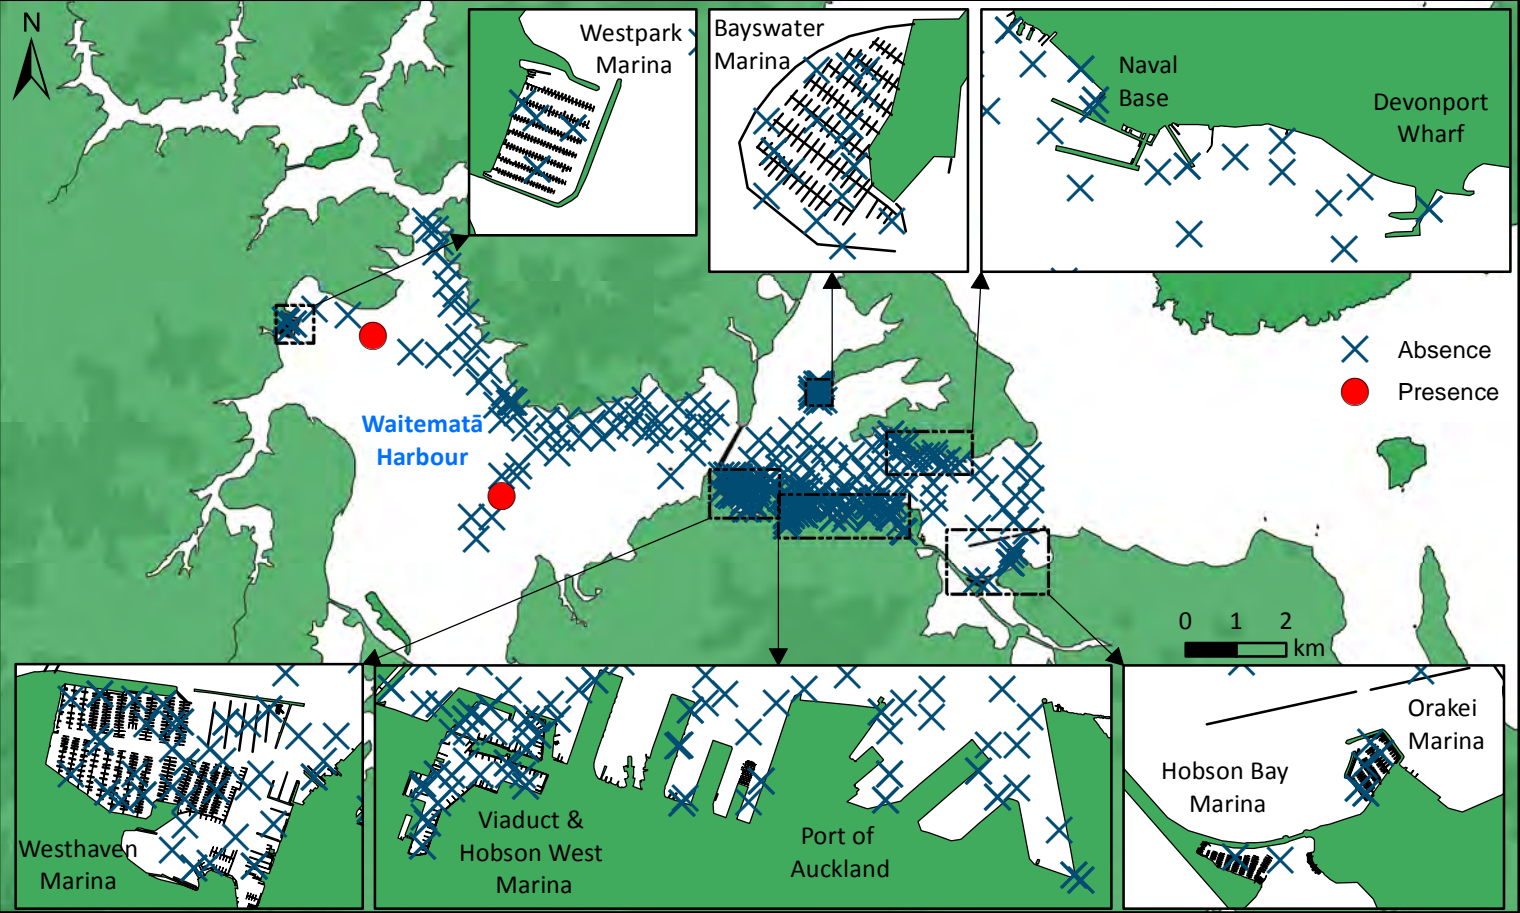 N
Westpark
Marina
Bayswater
Marina
Naval
Base
Devonport
Wharf
Absence
Presence
Waitematā
Harbour
0 1 2
km
Westhaven
Marina
Viaduct &
Hobson West
Marina
Port of
Auckland
Hobson Bay
Marina
Orakei
Marina